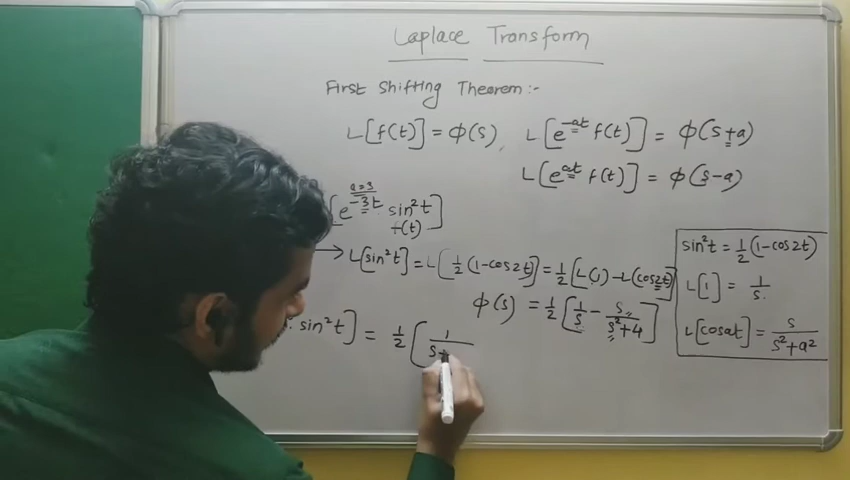 Laplace Transform
First Shifting Theorem :-
L[f(t)] = Φ(s), L[e^-at f(t)] = Φ(s+a)
L[e^at f(t)] = Φ(s-a)
a=3
[e^-3t sin²t]
f(t)
→ L[sin²t] = L[1/2(1-cos2t)] = 1/2[L(1) - L(cos2t)]
Φ(s) = 1/2[1/s - s/(s²+4)]
sin²t] = 1/2[1/s+
sin²t = 1/2(1-cos2t)
L[1] = 1/s
L[cosat] = s/(s²+a²)